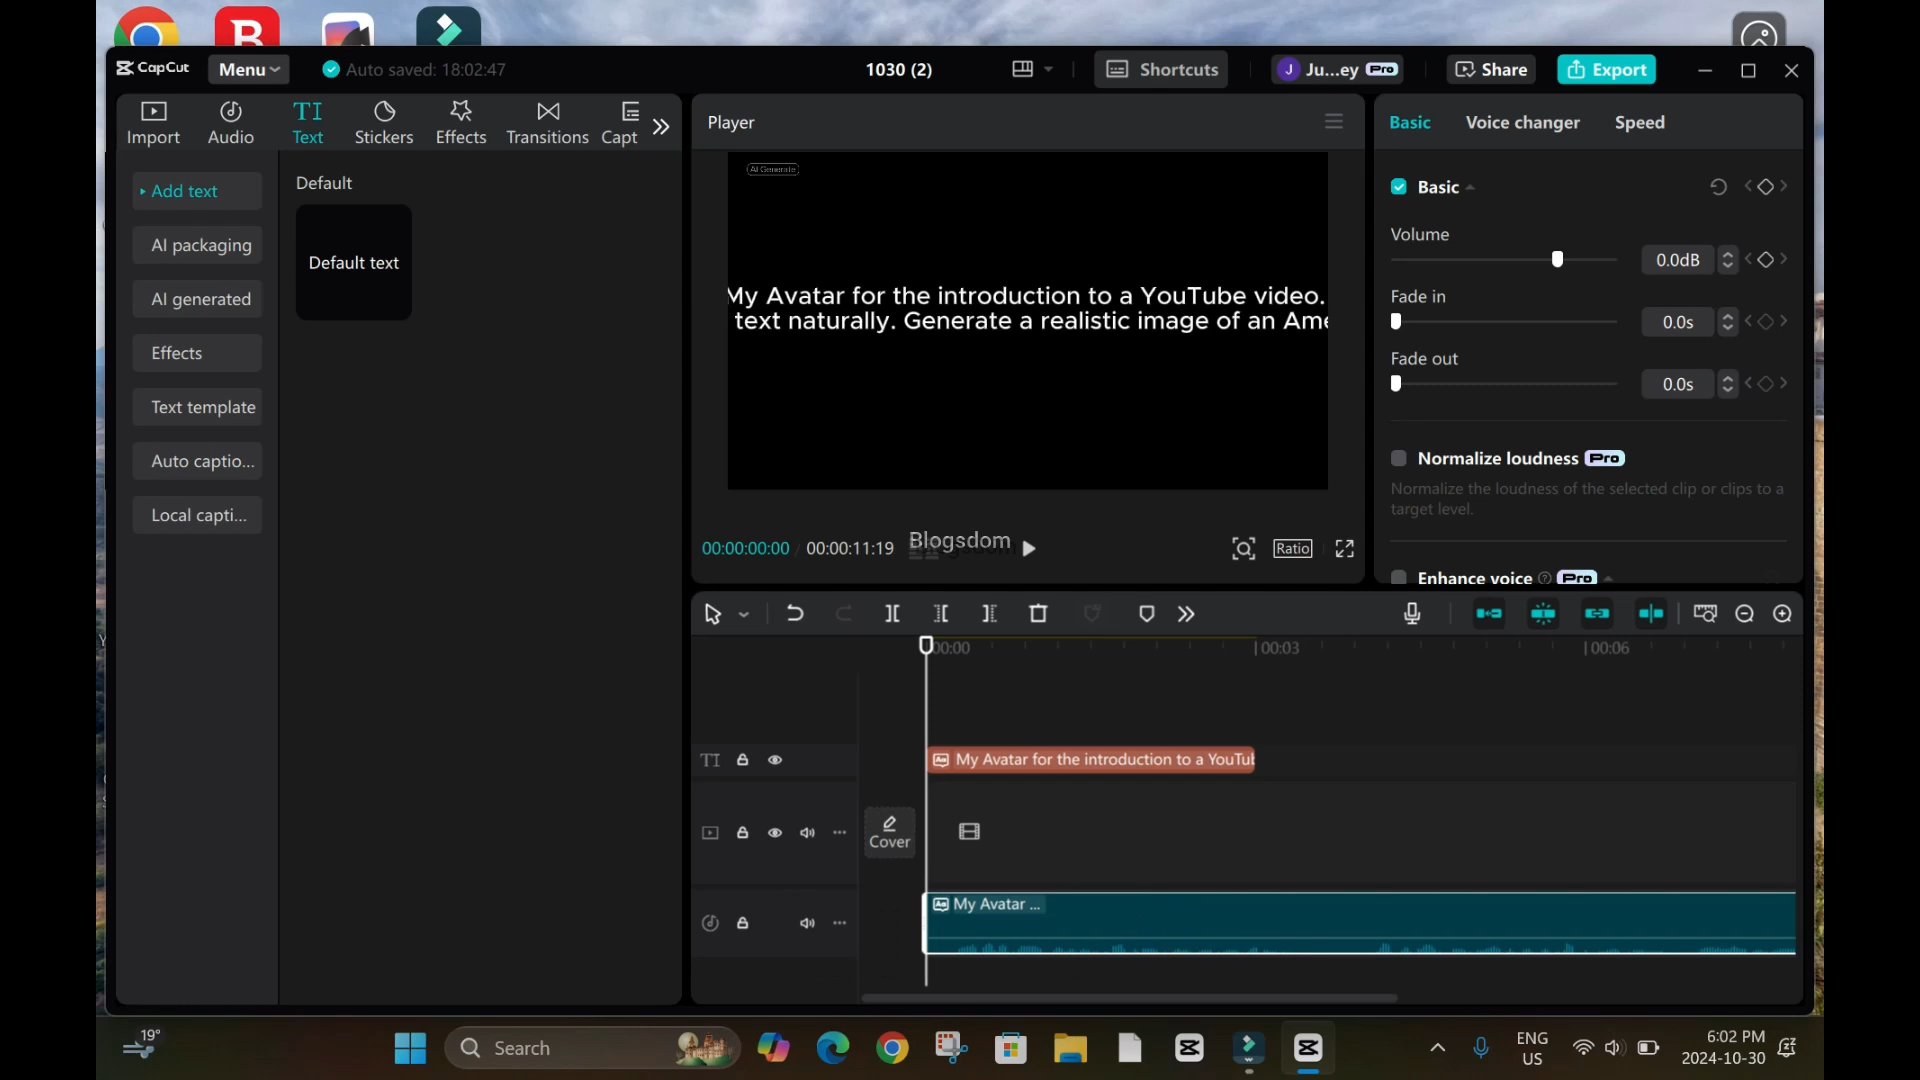 CapCut
Menu
Auto saved: 18:02:47
1030 (2)
Shortcuts
J
Ju...ey
Pro
Share
Export
Import
Audio
TI
Text
Stickers
Effects
Transitions
Capt
Add text
AI packaging
AI generated
Effects
Text template
Auto captio...
Local capti...
Default
Default text
Player
AI Generate
My Avatar for the introduction to a YouTube video.
text naturally. Generate a realistic image of an Ame
00:00:00:00
00:00:11:19
Blogsdom
Ratio
Basic
Voice changer
Speed
Basic
Volume
0.0dB
Fade in
0.0s
Fade out
0.0s
Normalize loudness Pro
Normalize the loudness of the selected clip or clips to a
target level.
Enhance voice Pro
00:00
00:03
00:06
TI
My Avatar for the introduction to a YouTub
Cover
My Avatar ...
19°
Search
ENG
US
6:02 PM
2024-10-30